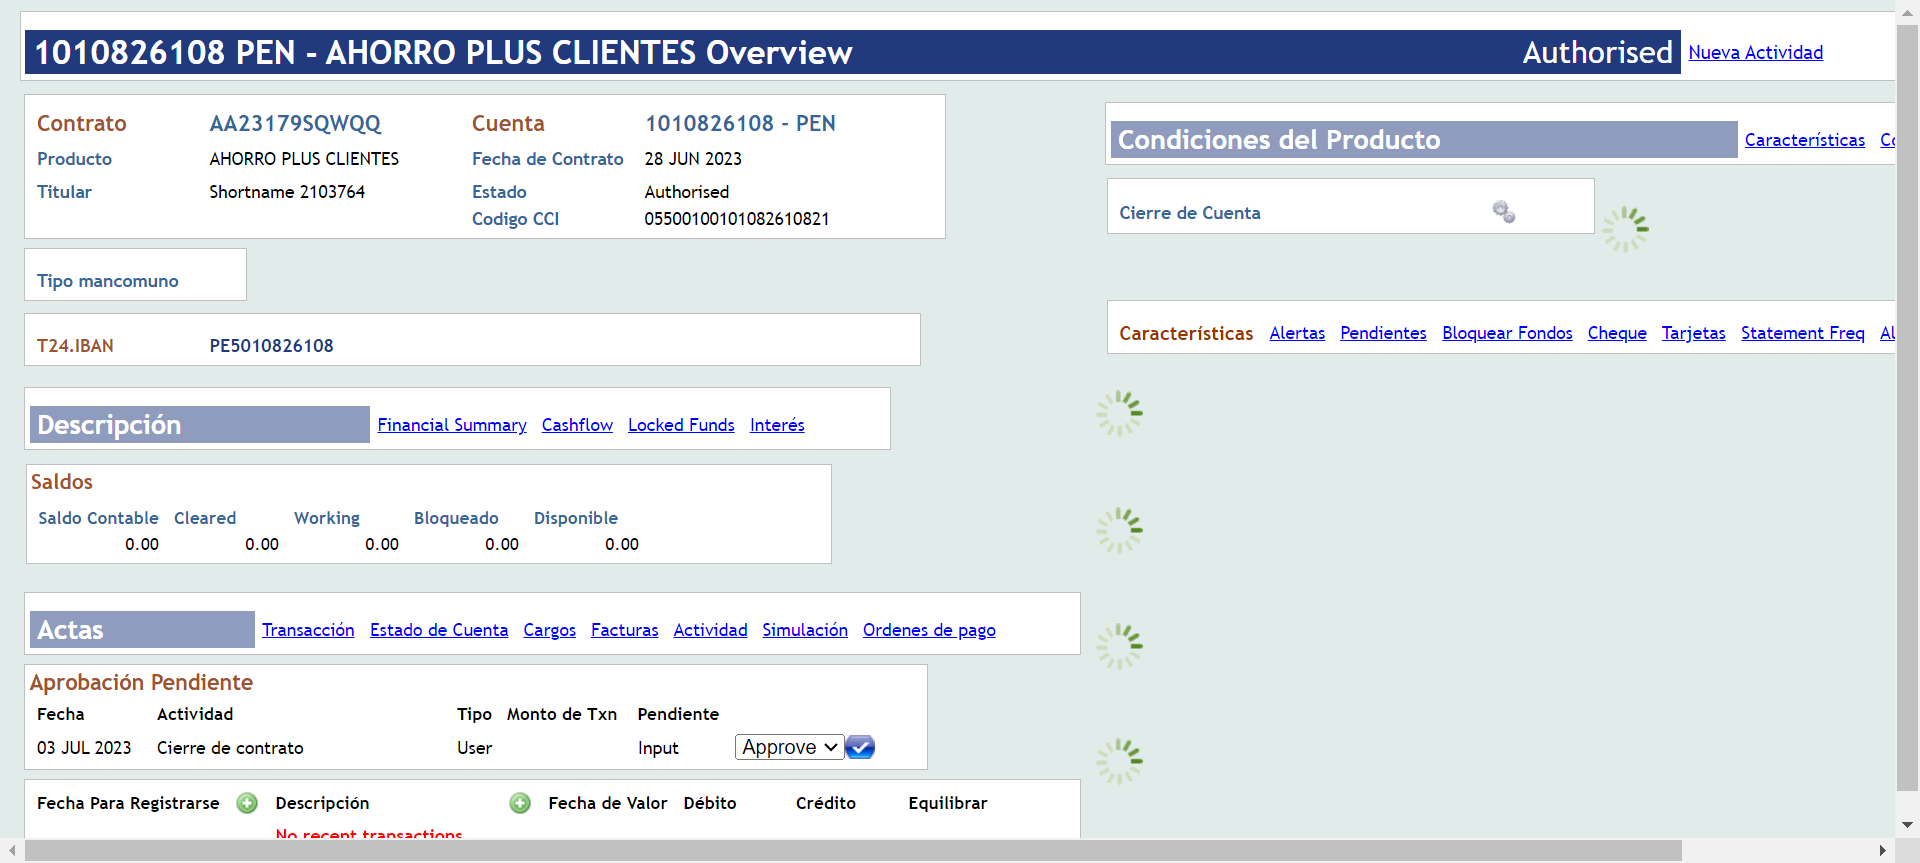 1010826108 PEN - AHORRO PLUS CLIENTES Overview Authorised Nueva Actividad
Contrato AA23179SQWQQ Cuenta 1010826108 - PEN
Producto AHORRO PLUS CLIENTES Fecha de Contrato 28 JUN 2023
Titular Shortname 2103764 Estado Authorised
Codigo CCI 05500100101082610821
Tipo mancomuno
T24.IBAN PE5010826108
Descripción Financial Summary Cashflow Locked Funds Interés
Saldos
Saldo Contable Cleared Working Bloqueado Disponible
0.00 0.00 0.00 0.00 0.00
Actas Transacción Estado de Cuenta Cargos Facturas Actividad Simulación Ordenes de pago
Aprobación Pendiente
Fecha Actividad Tipo Monto de Txn Pendiente
03 JUL 2023 Cierre de contrato User Input Approve
Fecha Para Registrarse Descripción Fecha de Valor Débito Crédito Equilibrar
No recent transactions
Condiciones del Producto Características
Cierre de Cuenta
Características Alertas Pendientes Bloquear Fondos Cheque Tarjetas Statement Freq